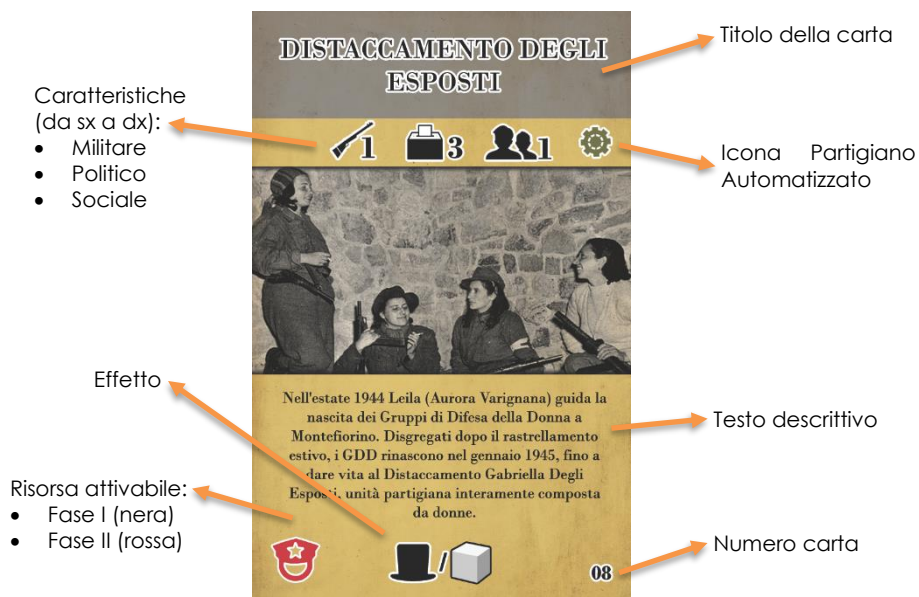 DISTACCAMENTO DEGLI
ESPOSTI
Titolo della carta
Caratteristiche
(da sx a dx):
• Militare
• Politico
• Sociale
1 3 1
Icona Partigiano
Automatizzato
Effetto
Nell'estate 1944 Leila (Aurora Varignana) guida la
nascita dei Gruppi di Difesa della Donna a
Montefiorino. Disgregati dopo il rastrellamento
estivo, i GDD rinascono nel gennaio 1945, fino a
dare vita al Distaccamento Gabriella Degli
Esposti, unità partigiana interamente composta
da donne.
Testo descrittivo
Risorsa attivabile:
• Fase I (nera)
• Fase II (rossa)
/
08
Numero carta